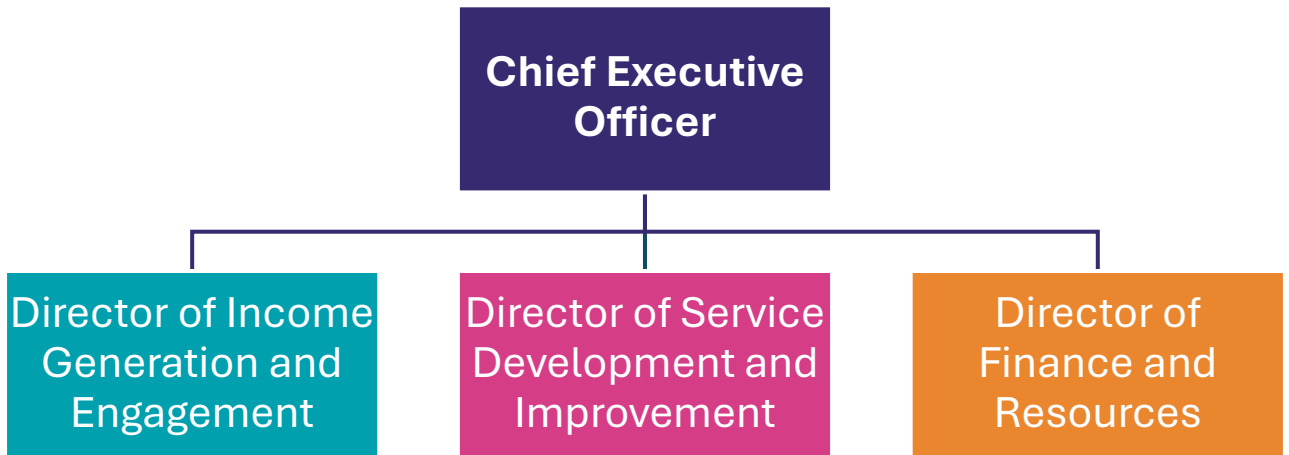 Chief Executive
Officer
Director of Income
Generation and
Engagement
Director of Service
Development and
Improvement
Director of
Finance and
Resources